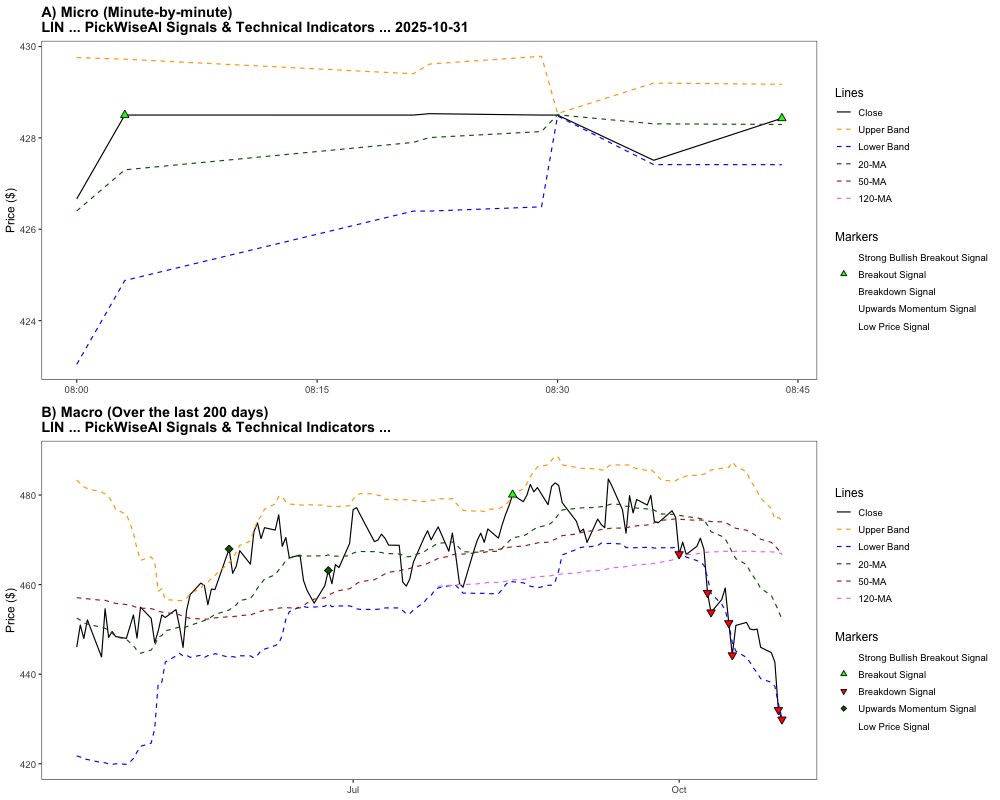 A) Micro (Minute-by-minute)
LIN ... PickWiseAI Signals & Technical Indicators ... 2025-10-31
430
428
426
424
Price ($)
08:00
08:15
08:30
08:45
Lines
Close
Upper Band
Lower Band
20-MA
50-MA
120-MA
Markers
Strong Bullish Breakout Signal
Breakout Signal
Breakdown Signal
Upwards Momentum Signal
Low Price Signal
B) Macro (Over the last 200 days)
LIN ... PickWiseAI Signals & Technical Indicators ...
480
460
440
420
Price ($)
Jul
Oct
Lines
Close
Upper Band
Lower Band
20-MA
50-MA
120-MA
Markers
Strong Bullish Breakout Signal
Breakout Signal
Breakdown Signal
Upwards Momentum Signal
Low Price Signal